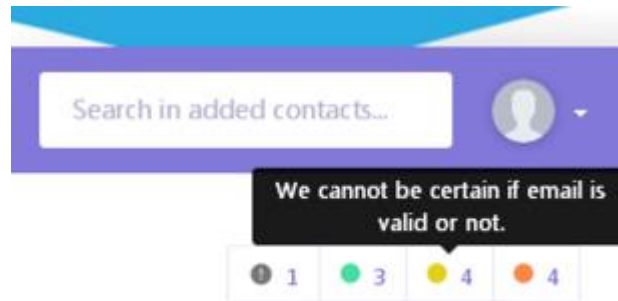 Search in added contacts...
We cannot be certain if email is
valid or not.
1 3 4 4